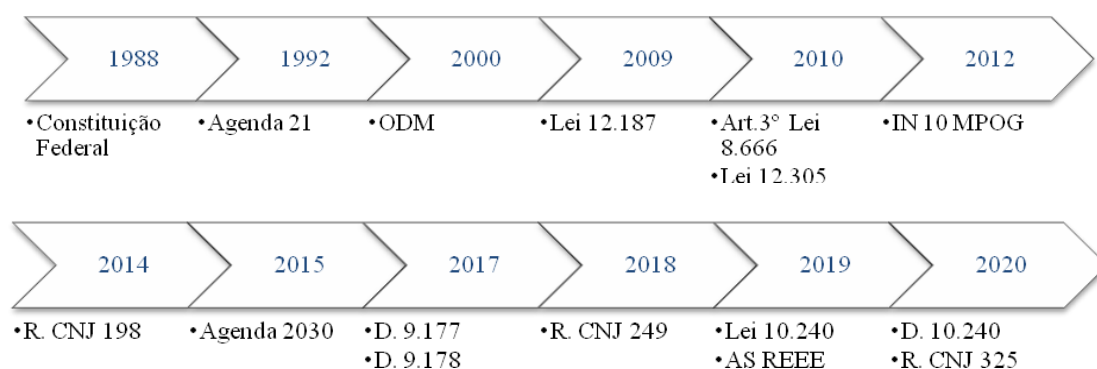 1988 1992 2000 2009 2010 2012
•Constituição Federal •Agenda 21 •ODM •Lei 12.187 •Art.3° Lei 8.666 •IN 10 MPOG
•Lei 12.305
2014 2015 2017 2018 2019 2020
•R. CNJ 198 •Agenda 2030 •D. 9.177 •R. CNJ 249 •Lei 10.240 •D. 10.240
•D. 9.178 •AS REEE •R. CNJ 325